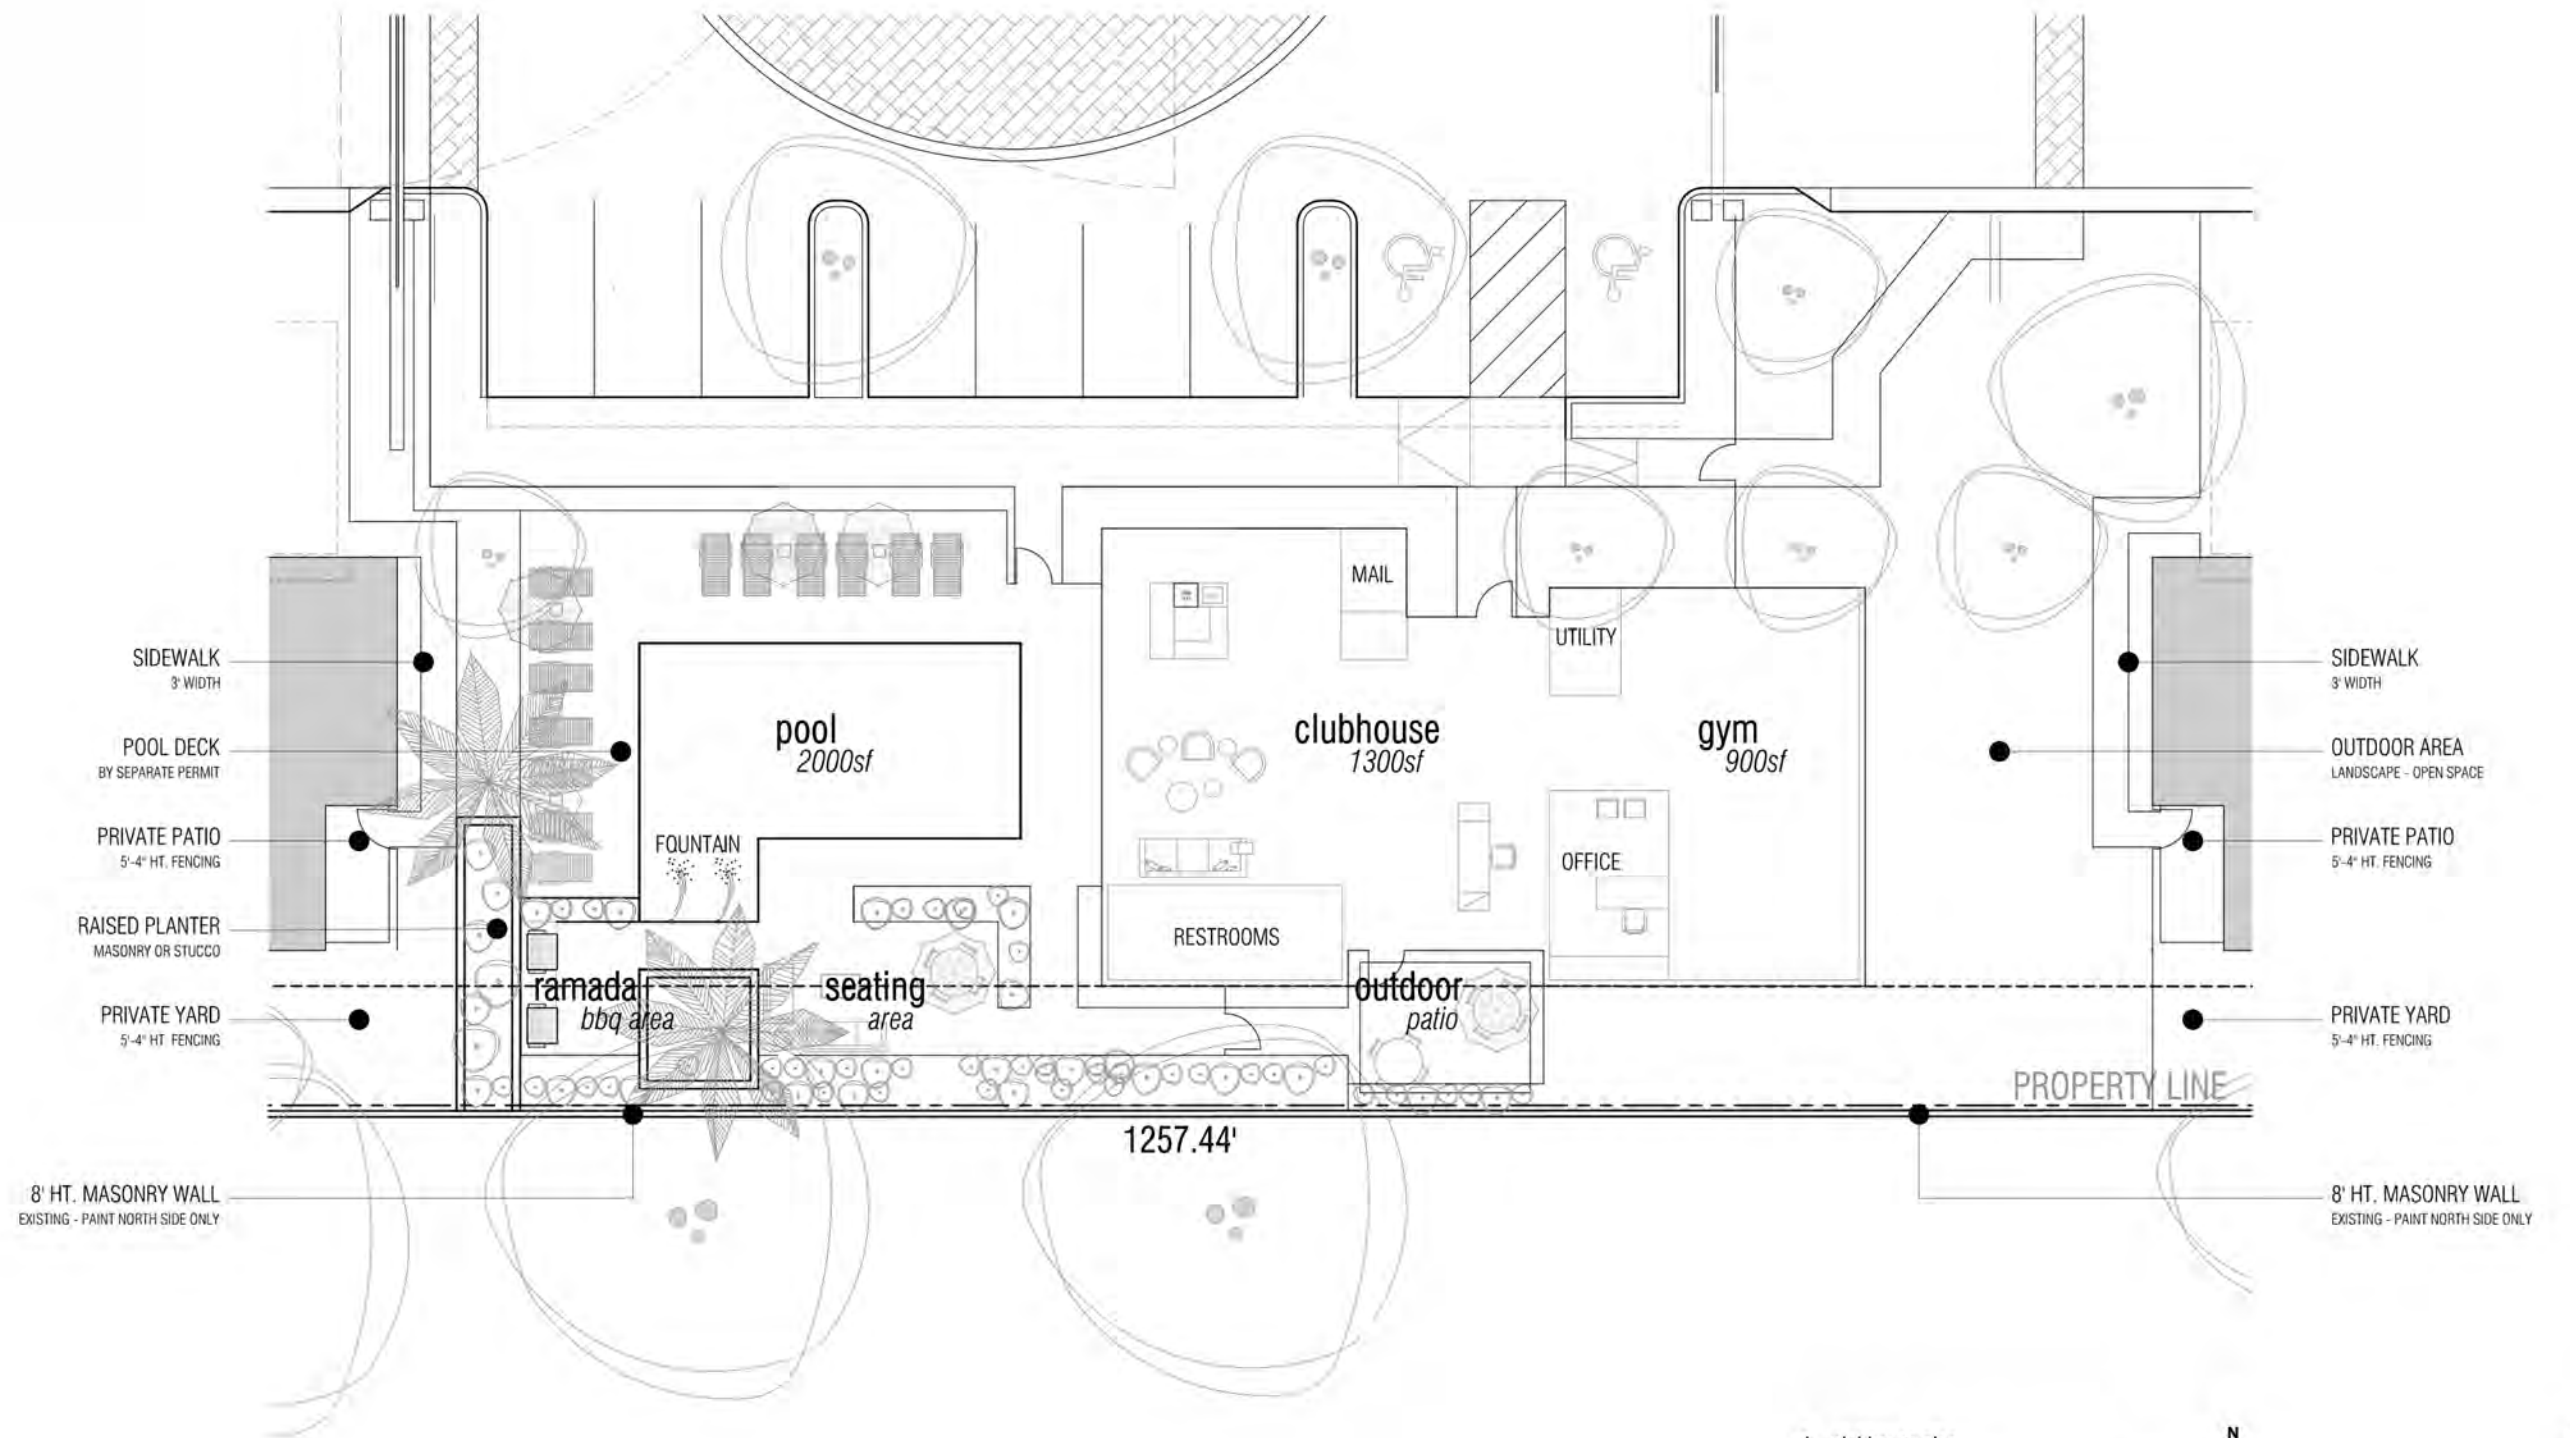 MAIL
UTILITY
SIDEWALK
3' WIDTH
POOL DECK
BY SEPARATE PERMIT
PRIVATE PATIO
5'-4" HT. FENCING
RAISED PLANTER
MASONRY OR STUCCO
PRIVATE YARD
5'-4" HT FENCING
8' HT. MASONRY WALL
EXISTING - PAINT NORTH SIDE ONLY
pool
2000sf
FOUNTAIN
clubhouse
1300sf
gym
900sf
OFFICE
RESTROOMS
ramada
bbq area
seating
area
outdoor
patio
SIDEWALK
3' WIDTH
OUTDOOR AREA
LANDSCAPE - OPEN SPACE
PRIVATE PATIO
5'-4" HT. FENCING
PRIVATE YARD
5'-4" HT. FENCING
PROPERTY LINE
1257.44'
8' HT. MASONRY WALL
EXISTING - PAINT NORTH SIDE ONLY
N